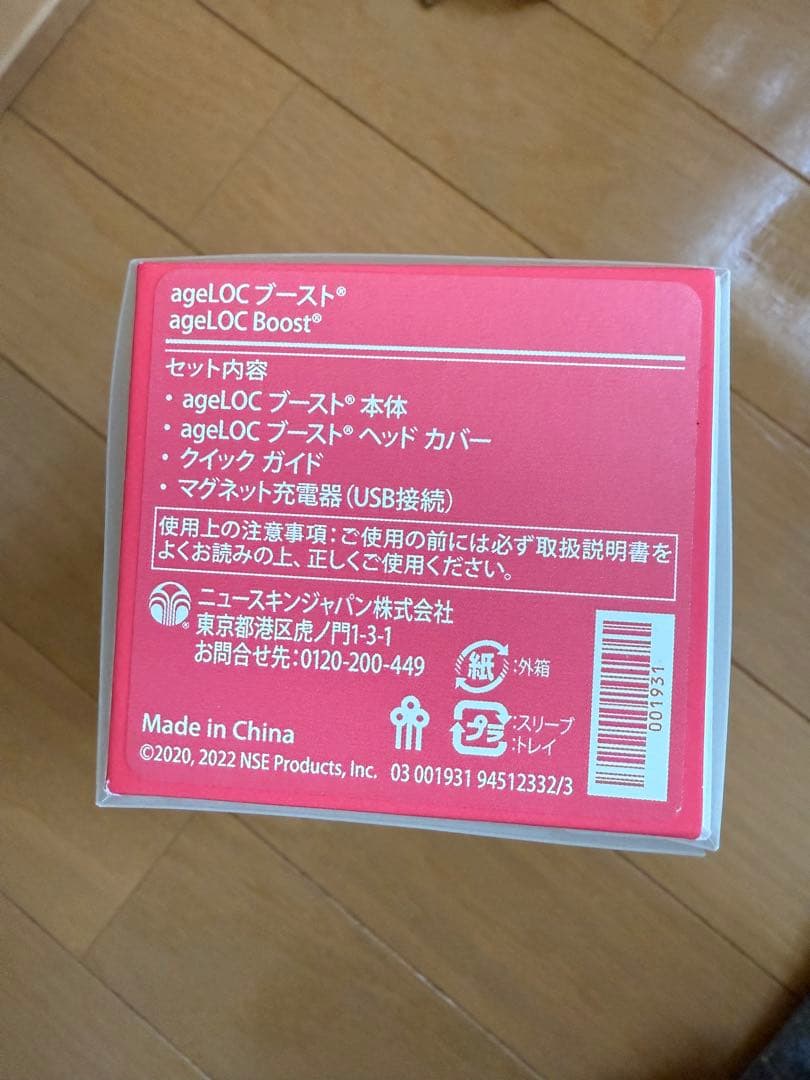 ageLOC ブースト®
ageLOC Boost®
セット内容
・ ageLOC ブースト® 本体
・ ageLOC ブースト® ヘッド カバー
・ クイック ガイド
・ マグネット充電器(USB接続)
使用上の注意事項:ご使用の前には必ず取扱説明書を
よくお読みの上、正しくご使用ください。
ニュースキンジャパン株式会社
東京都港区虎ノ門1-3-1
お問合せ先:0120-200-449
紙:外箱
プラ:スリーブ
:トレイ
Made in China
©2020, 2022 NSE Products, Inc. 03 001931 94512332/3
001931